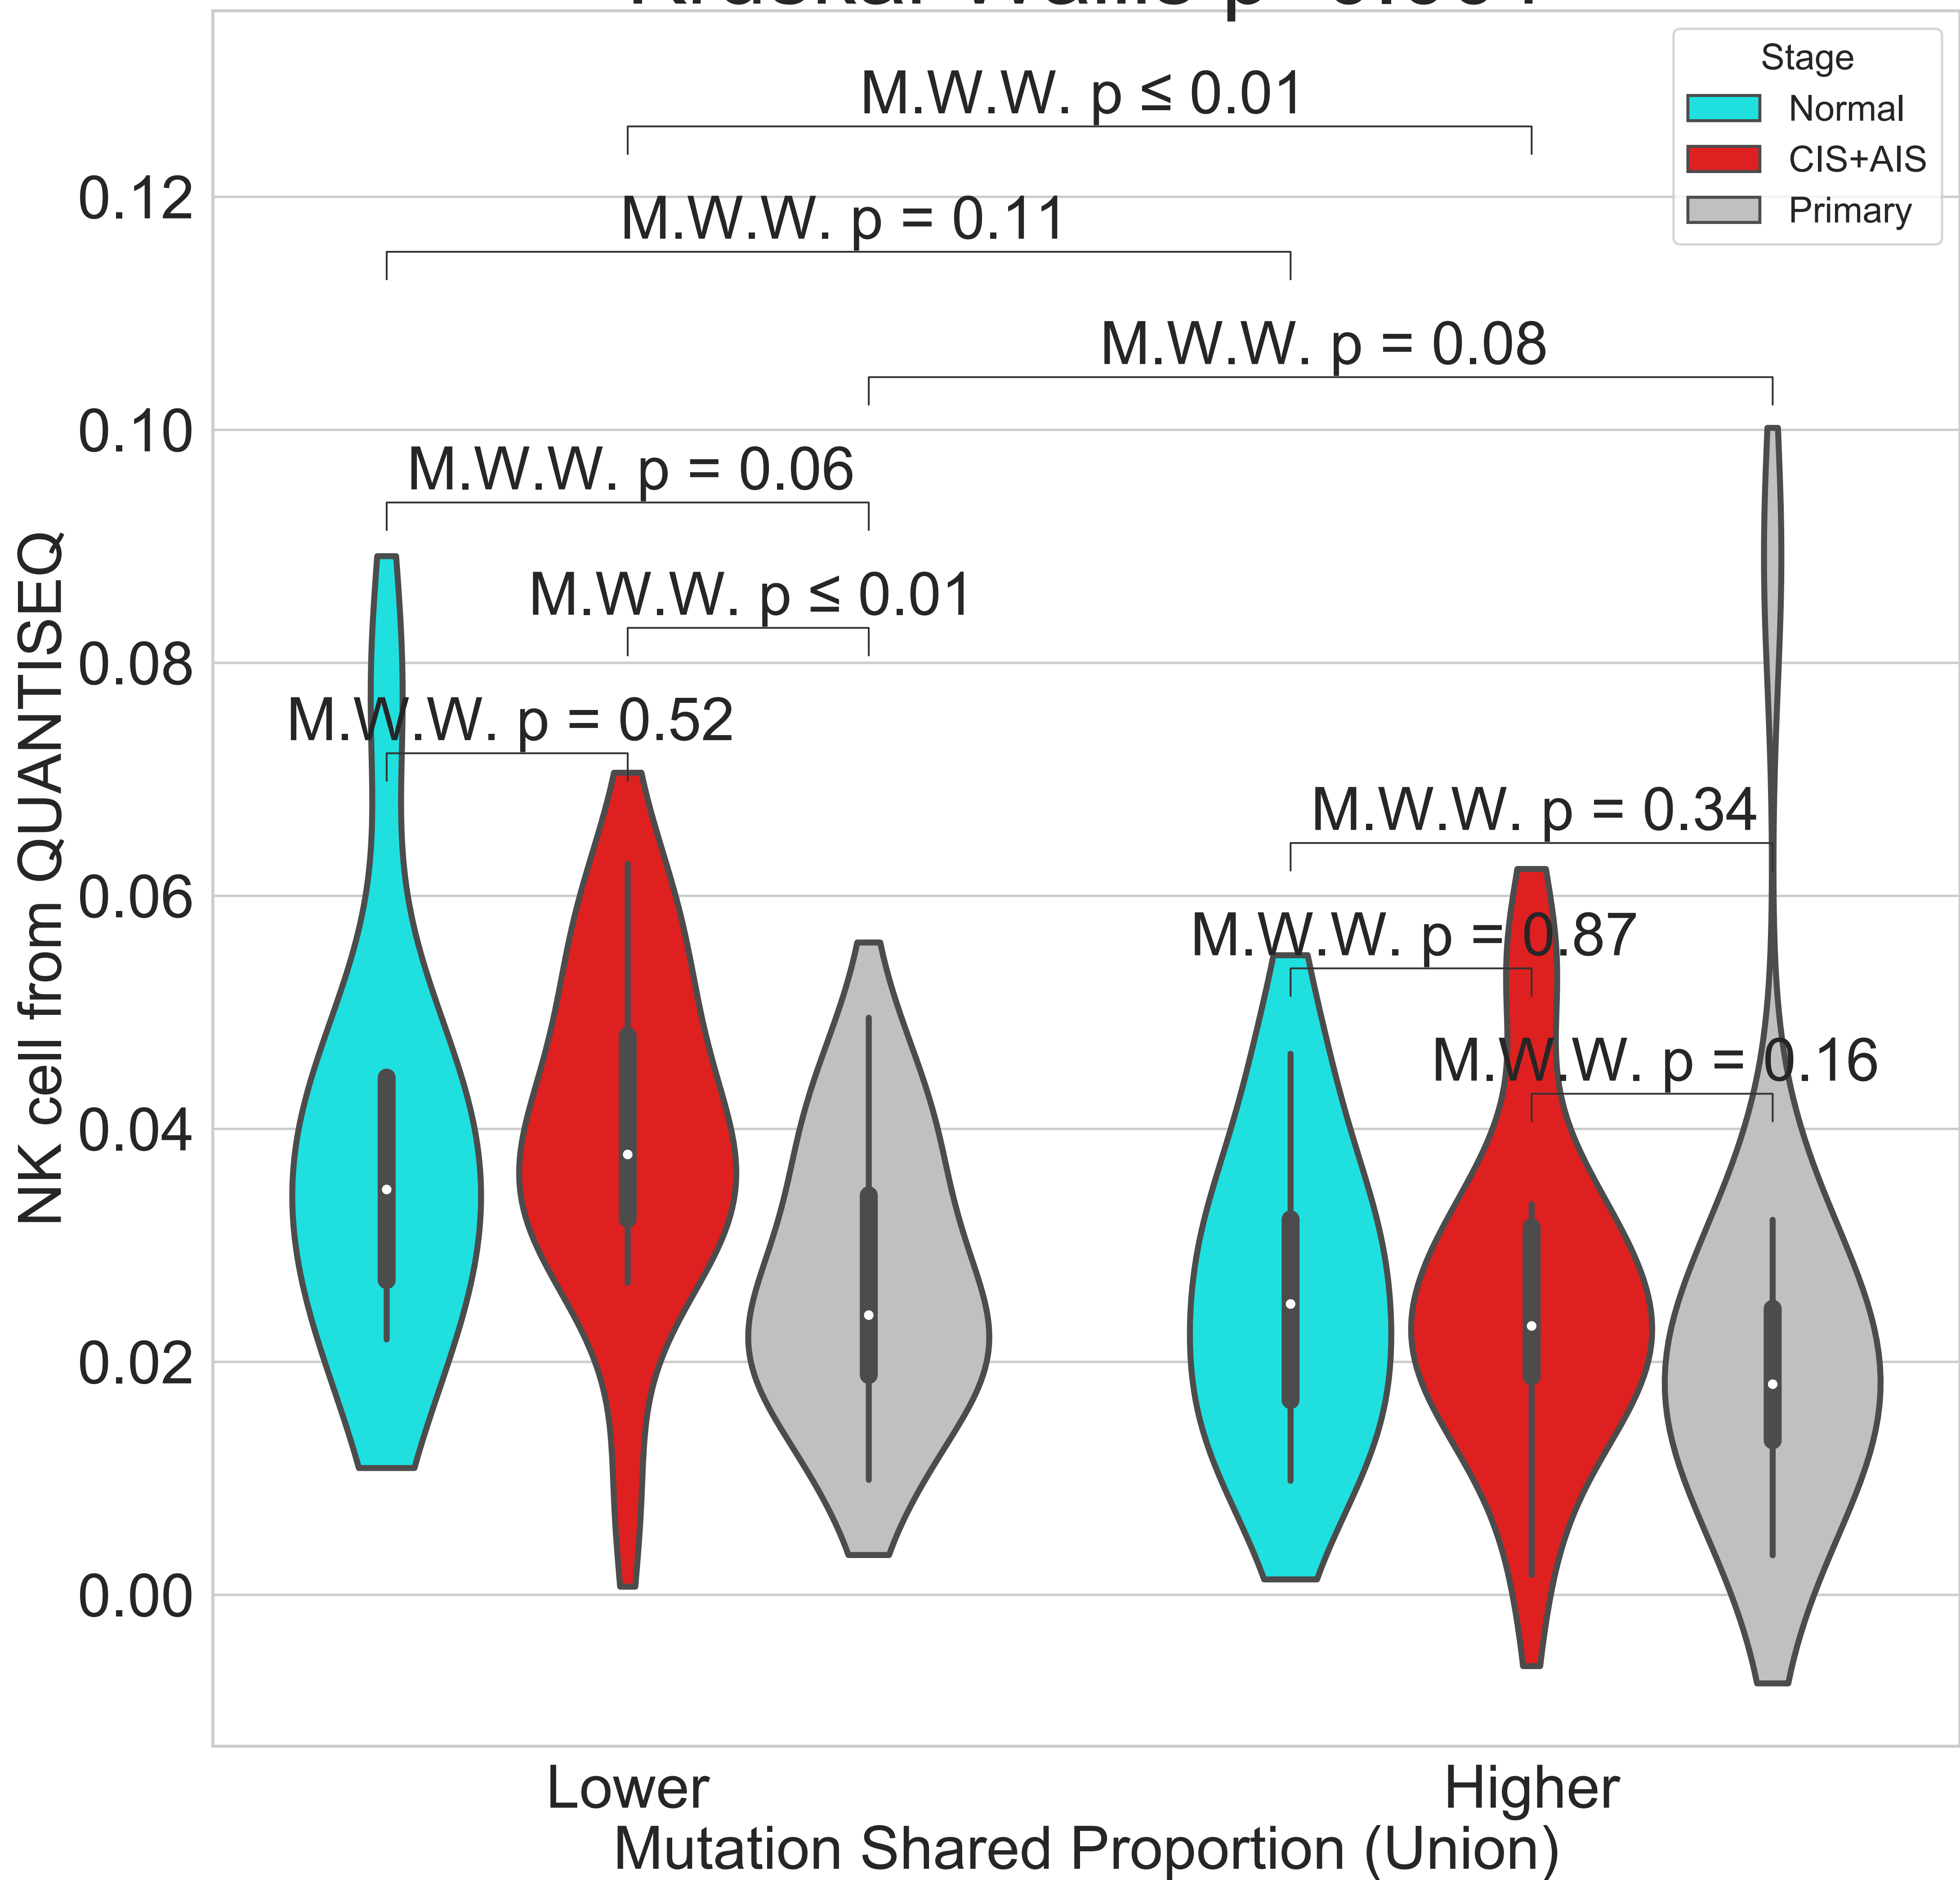 M.W.W. p ≤ 0.01
Stage
Normal
CIS+AIS
Primary
0.12
M.W.W. p = 0.11
M.W.W. p = 0.08
0.10
M.W.W. p = 0.06
M.W.W. p ≤ 0.01
0.08
M.W.W. p = 0.52
M.W.W. p = 0.34
0.06
M.W.W. p = 0.87
M.W.W. p = 0.16
0.04
0.02
0.00
NK cell from QUANTISEQ
Lower
Higher
Mutation Shared Proportion (Union)